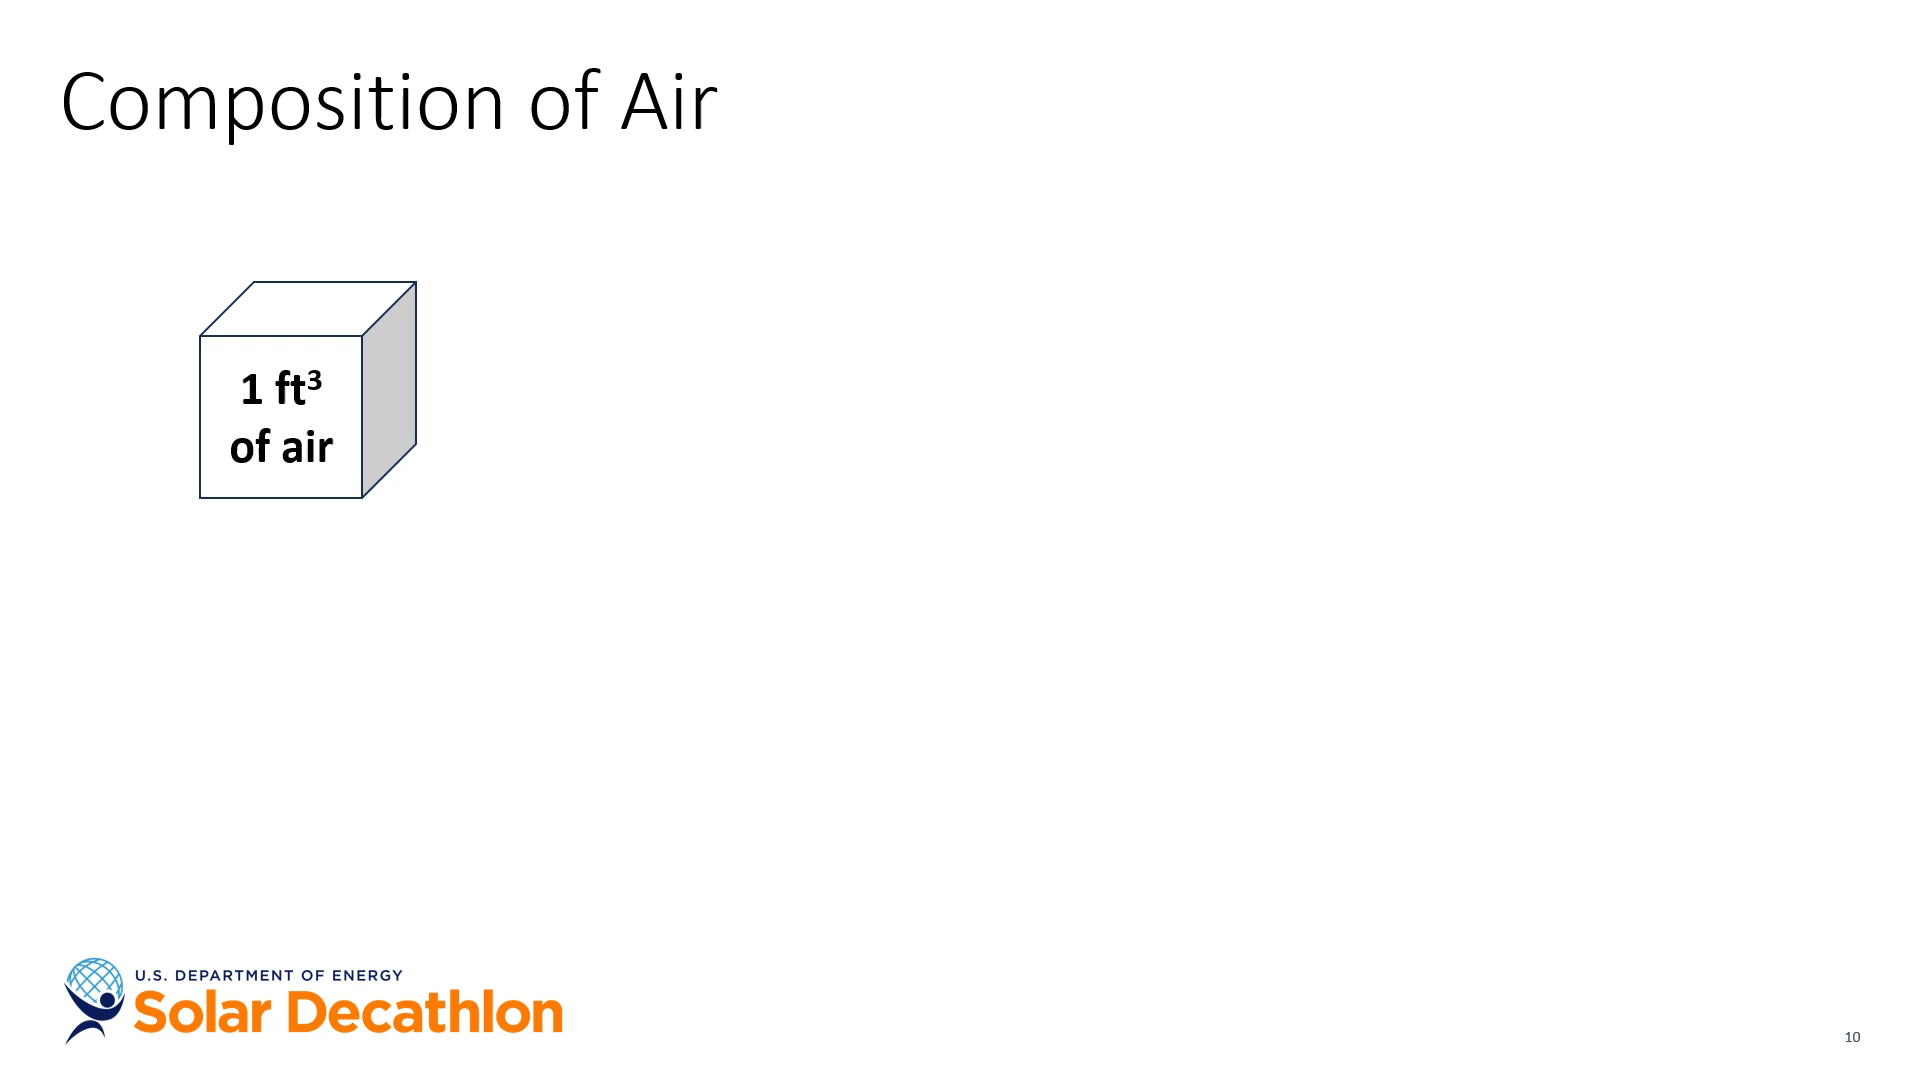 Composition of Air
1 ft³
of air
U.S. DEPARTMENT OF ENERGY
Solar Decathlon
10